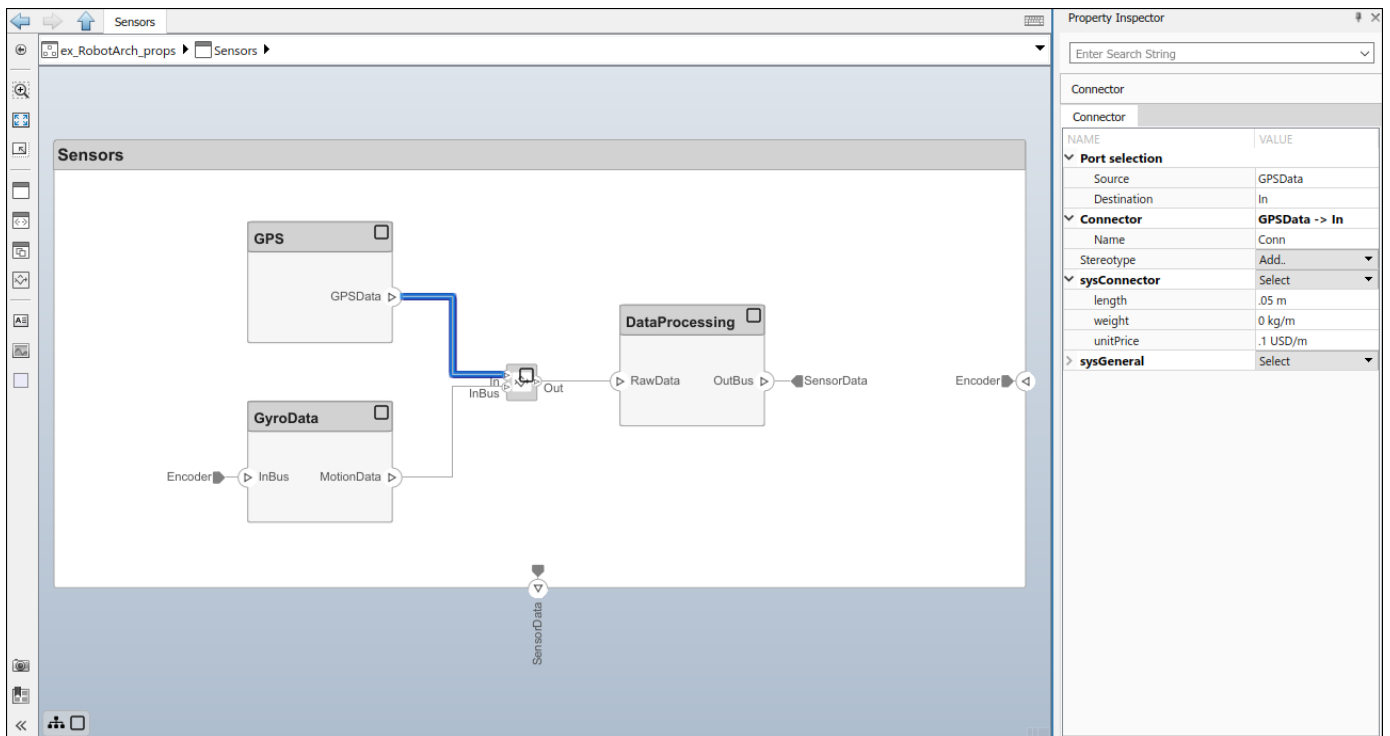 Sensors
ex_RobotArch_props Sensors
Sensors
GPS
GPSData
In
InBus
Out
GyroData
Encoder
InBus
MotionData
DataProcessing
RawData
OutBus
SensorData
Encoder
SensorData
Property Inspector
Enter Search String
Connector
Connector
NAME VALUE
Port selection
Source GPSData
Destination In
Connector GPSData -> In
Name Conn
Stereotype Add..
sysConnector Select
length .05 m
weight 0 kg/m
unitPrice .1 USD/m
sysGeneral Select